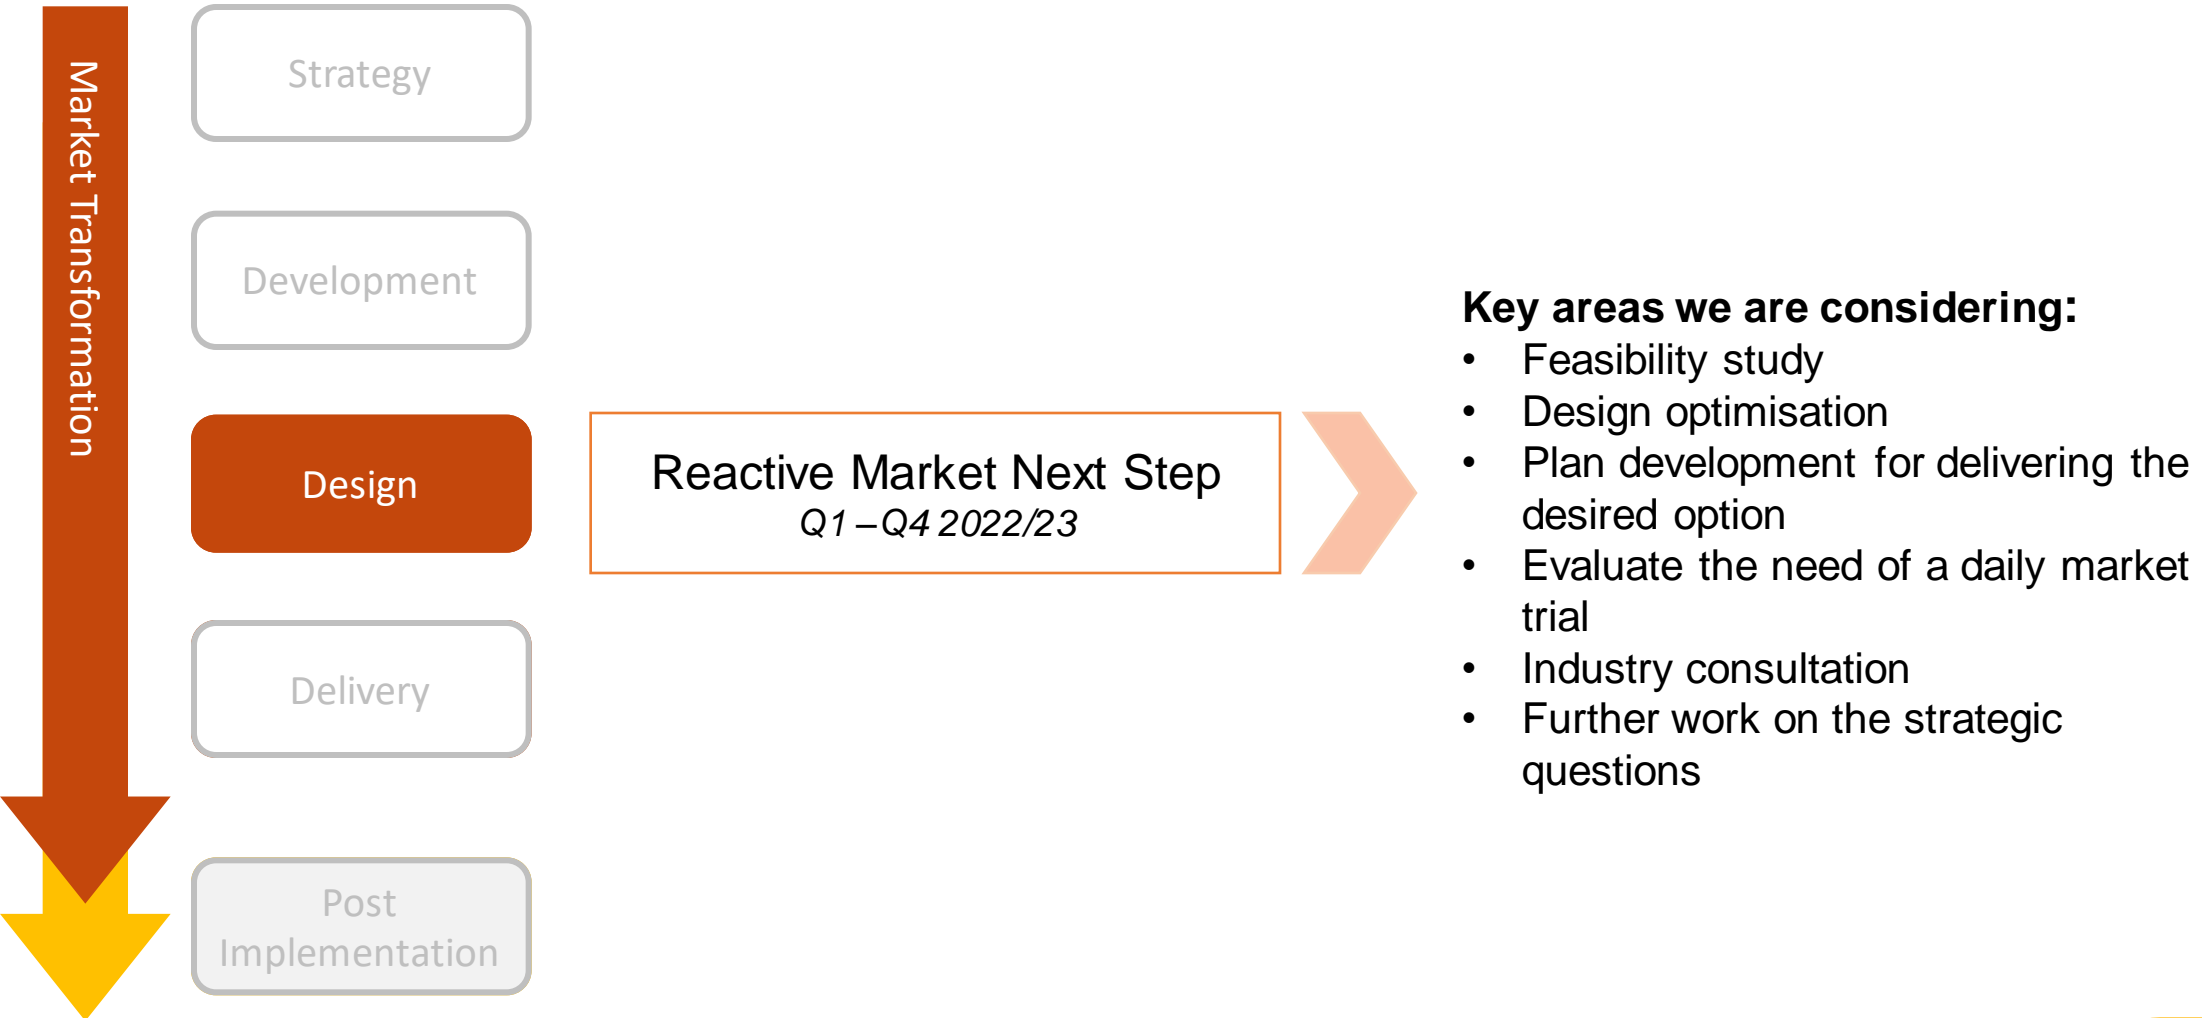 Market Transformation
Strategy
Development
Design
Delivery
Post
Implementation
Reactive Market Next Step
Q1 – Q4 2022/23
Key areas we are considering:
• Feasibility study
• Design optimisation
• Plan development for delivering the
desired option
• Evaluate the need of a daily market
trial
• Industry consultation
• Further work on the strategic
questions